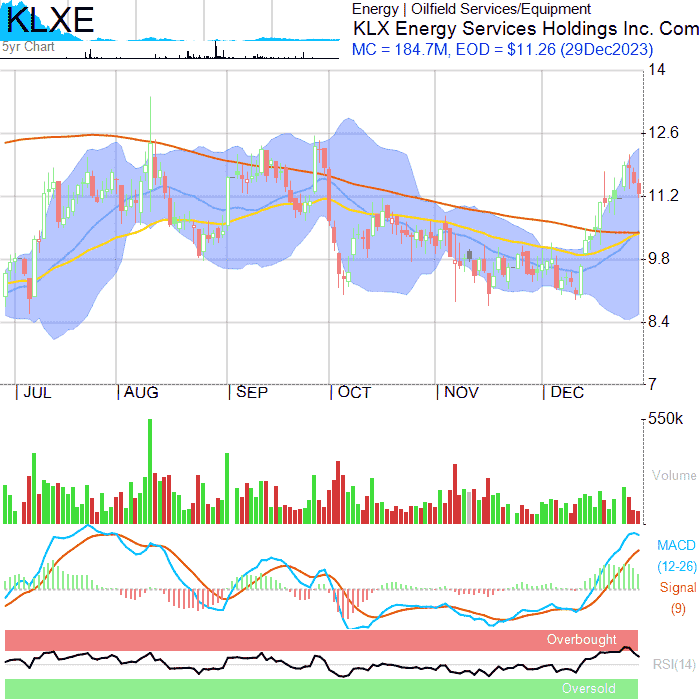 KLXE
5yr Chart
Energy | Oilfield Services/Equipment
KLX Energy Services Holdings Inc. Com
MC = 184.7M, EOD = $11.26 (29Dec2023)
14
12.6
11.2
9.8
8.4
7
JUL AUG SEP OCT NOV DEC
550k
Volume
MACD
(12-26)
Signal
(9)
Overbought
RSI(14)
Oversold